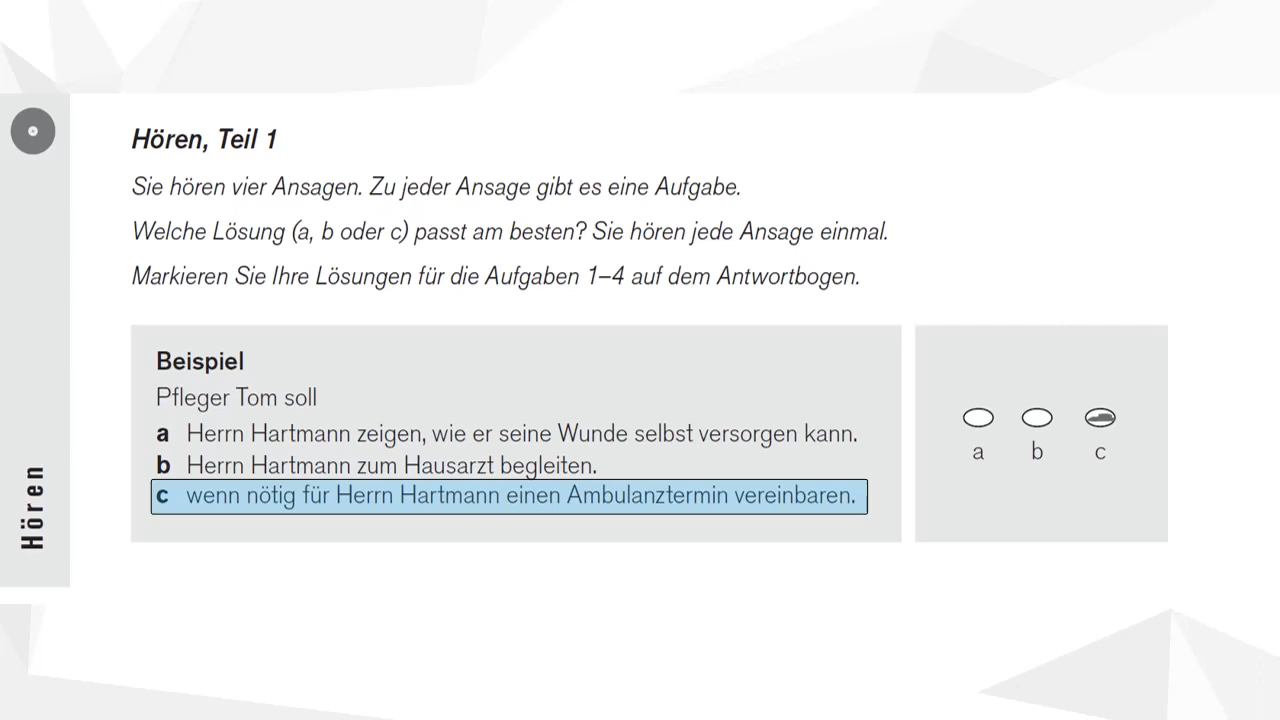 Hören, Teil 1
Sie hören vier Ansagen. Zu jeder Ansage gibt es eine Aufgabe.
Welche Lösung (a, b oder c) passt am besten? Sie hören jede Ansage einmal.
Markieren Sie Ihre Lösungen für die Aufgaben 1–4 auf dem Antwortbogen.
Beispiel
Pfleger Tom soll
a Herrn Hartmann zeigen, wie er seine Wunde selbst versorgen kann.
b Herrn Hartmann zum Hausarzt begleiten.
c wenn nötig für Herrn Hartmann einen Ambulanztermin vereinbaren.
a b c
Hören